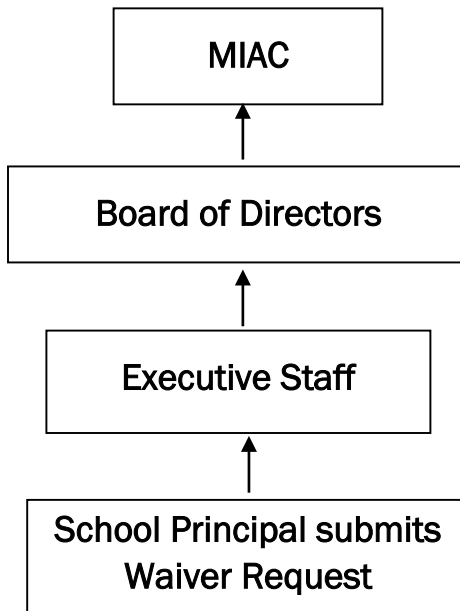 MIAC
Board of Directors
Executive Staff
School Principal submits
Waiver Request